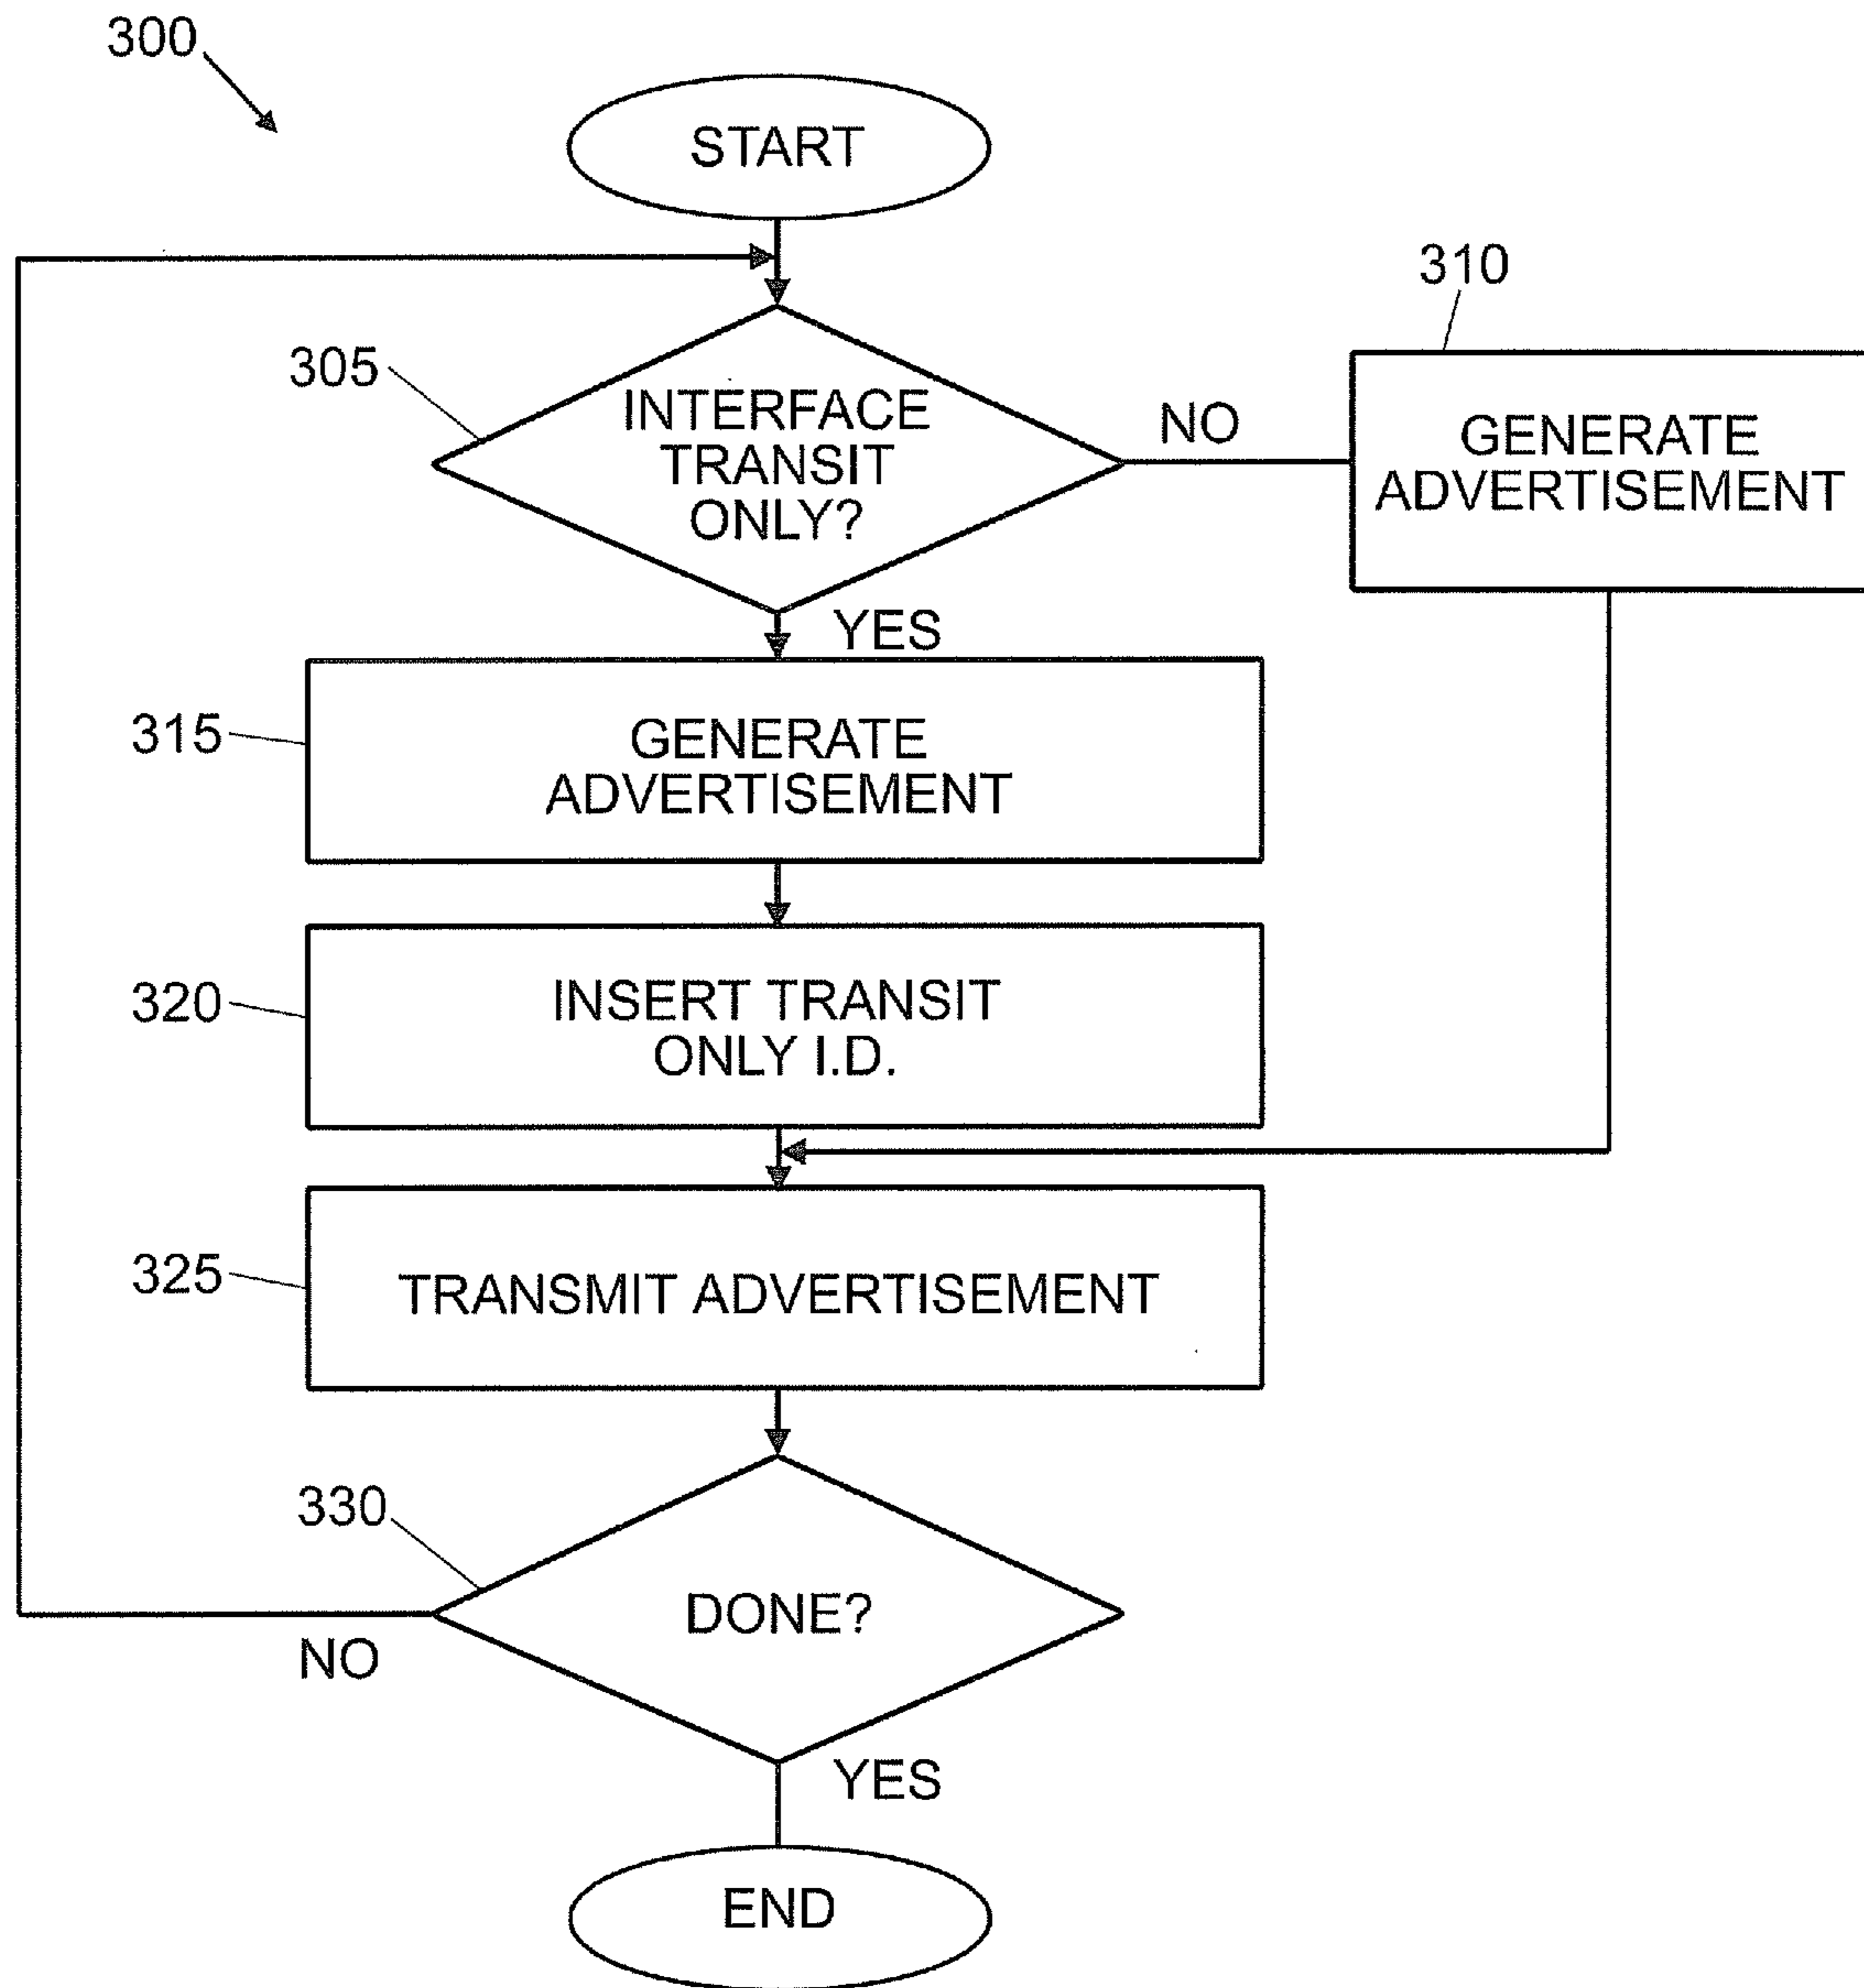 300
START
310
305
INTERFACE
TRANSIT
ONLY?
NO
GENERATE
ADVERTISEMENT
YES
315
GENERATE
ADVERTISEMENT
320
INSERT TRANSIT
ONLY I.D.
325
TRANSMIT ADVERTISEMENT
330
DONE?
NO
YES
END